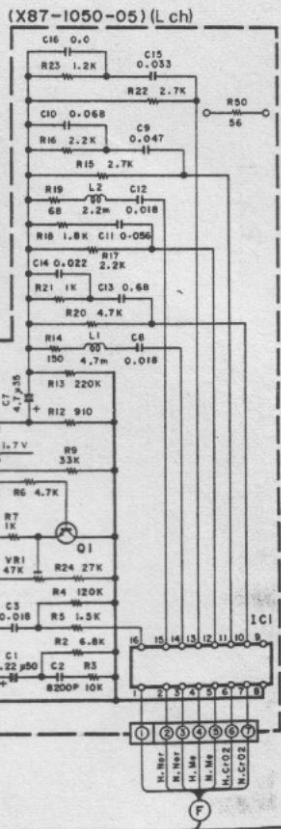 (X87-1050-05) (L ch)
C16 0.0
C15
0.033
R23 1.2K
R22 2.7K
C10 0.068
R50
56
C9
0.047
R16 2.2K
R15 2.7K
R19
68
L2
2.2m
C12
0.018
R18 1.8K
C11 0.056
R17
2.2K
C14 0.022
R21 1K
C13 0.68
R20 4.7K
R14
150
L1
4.7m
C8
0.018
R13 220K
C7
4.7μ35
+
R12 910
1.7V
R9
33K
R6 4.7K
R7
1K
Q1
VR1
47K
R24 27K
R4 120K
C3
0.018
R5 1.5K
IC1
16 15 14 13 12 11 10 9
R2 6.8K
C1
.22μ50
+
C2
8200P
R3
10K
1 2 3 4 5 6 7 8
1 2 3 4 5 6 7
H.Nor
N.Nor
H.Me
N.Me
H.CrO2
N.CrO2
F